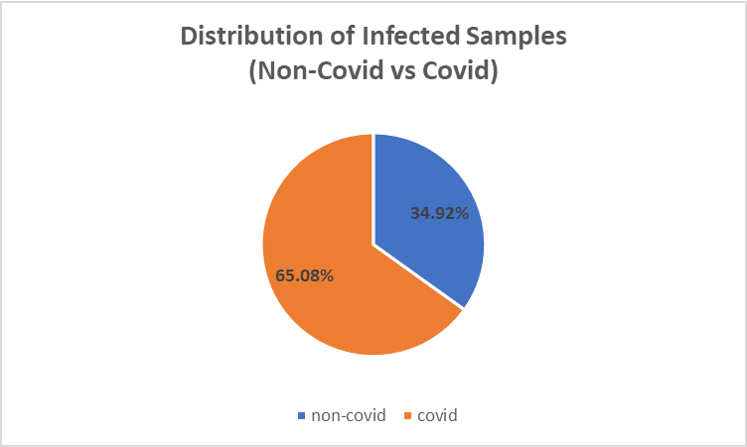 Distribution of Infected Samples
(Non-Covid vs Covid)
34.92%
65.08%
non-covid covid